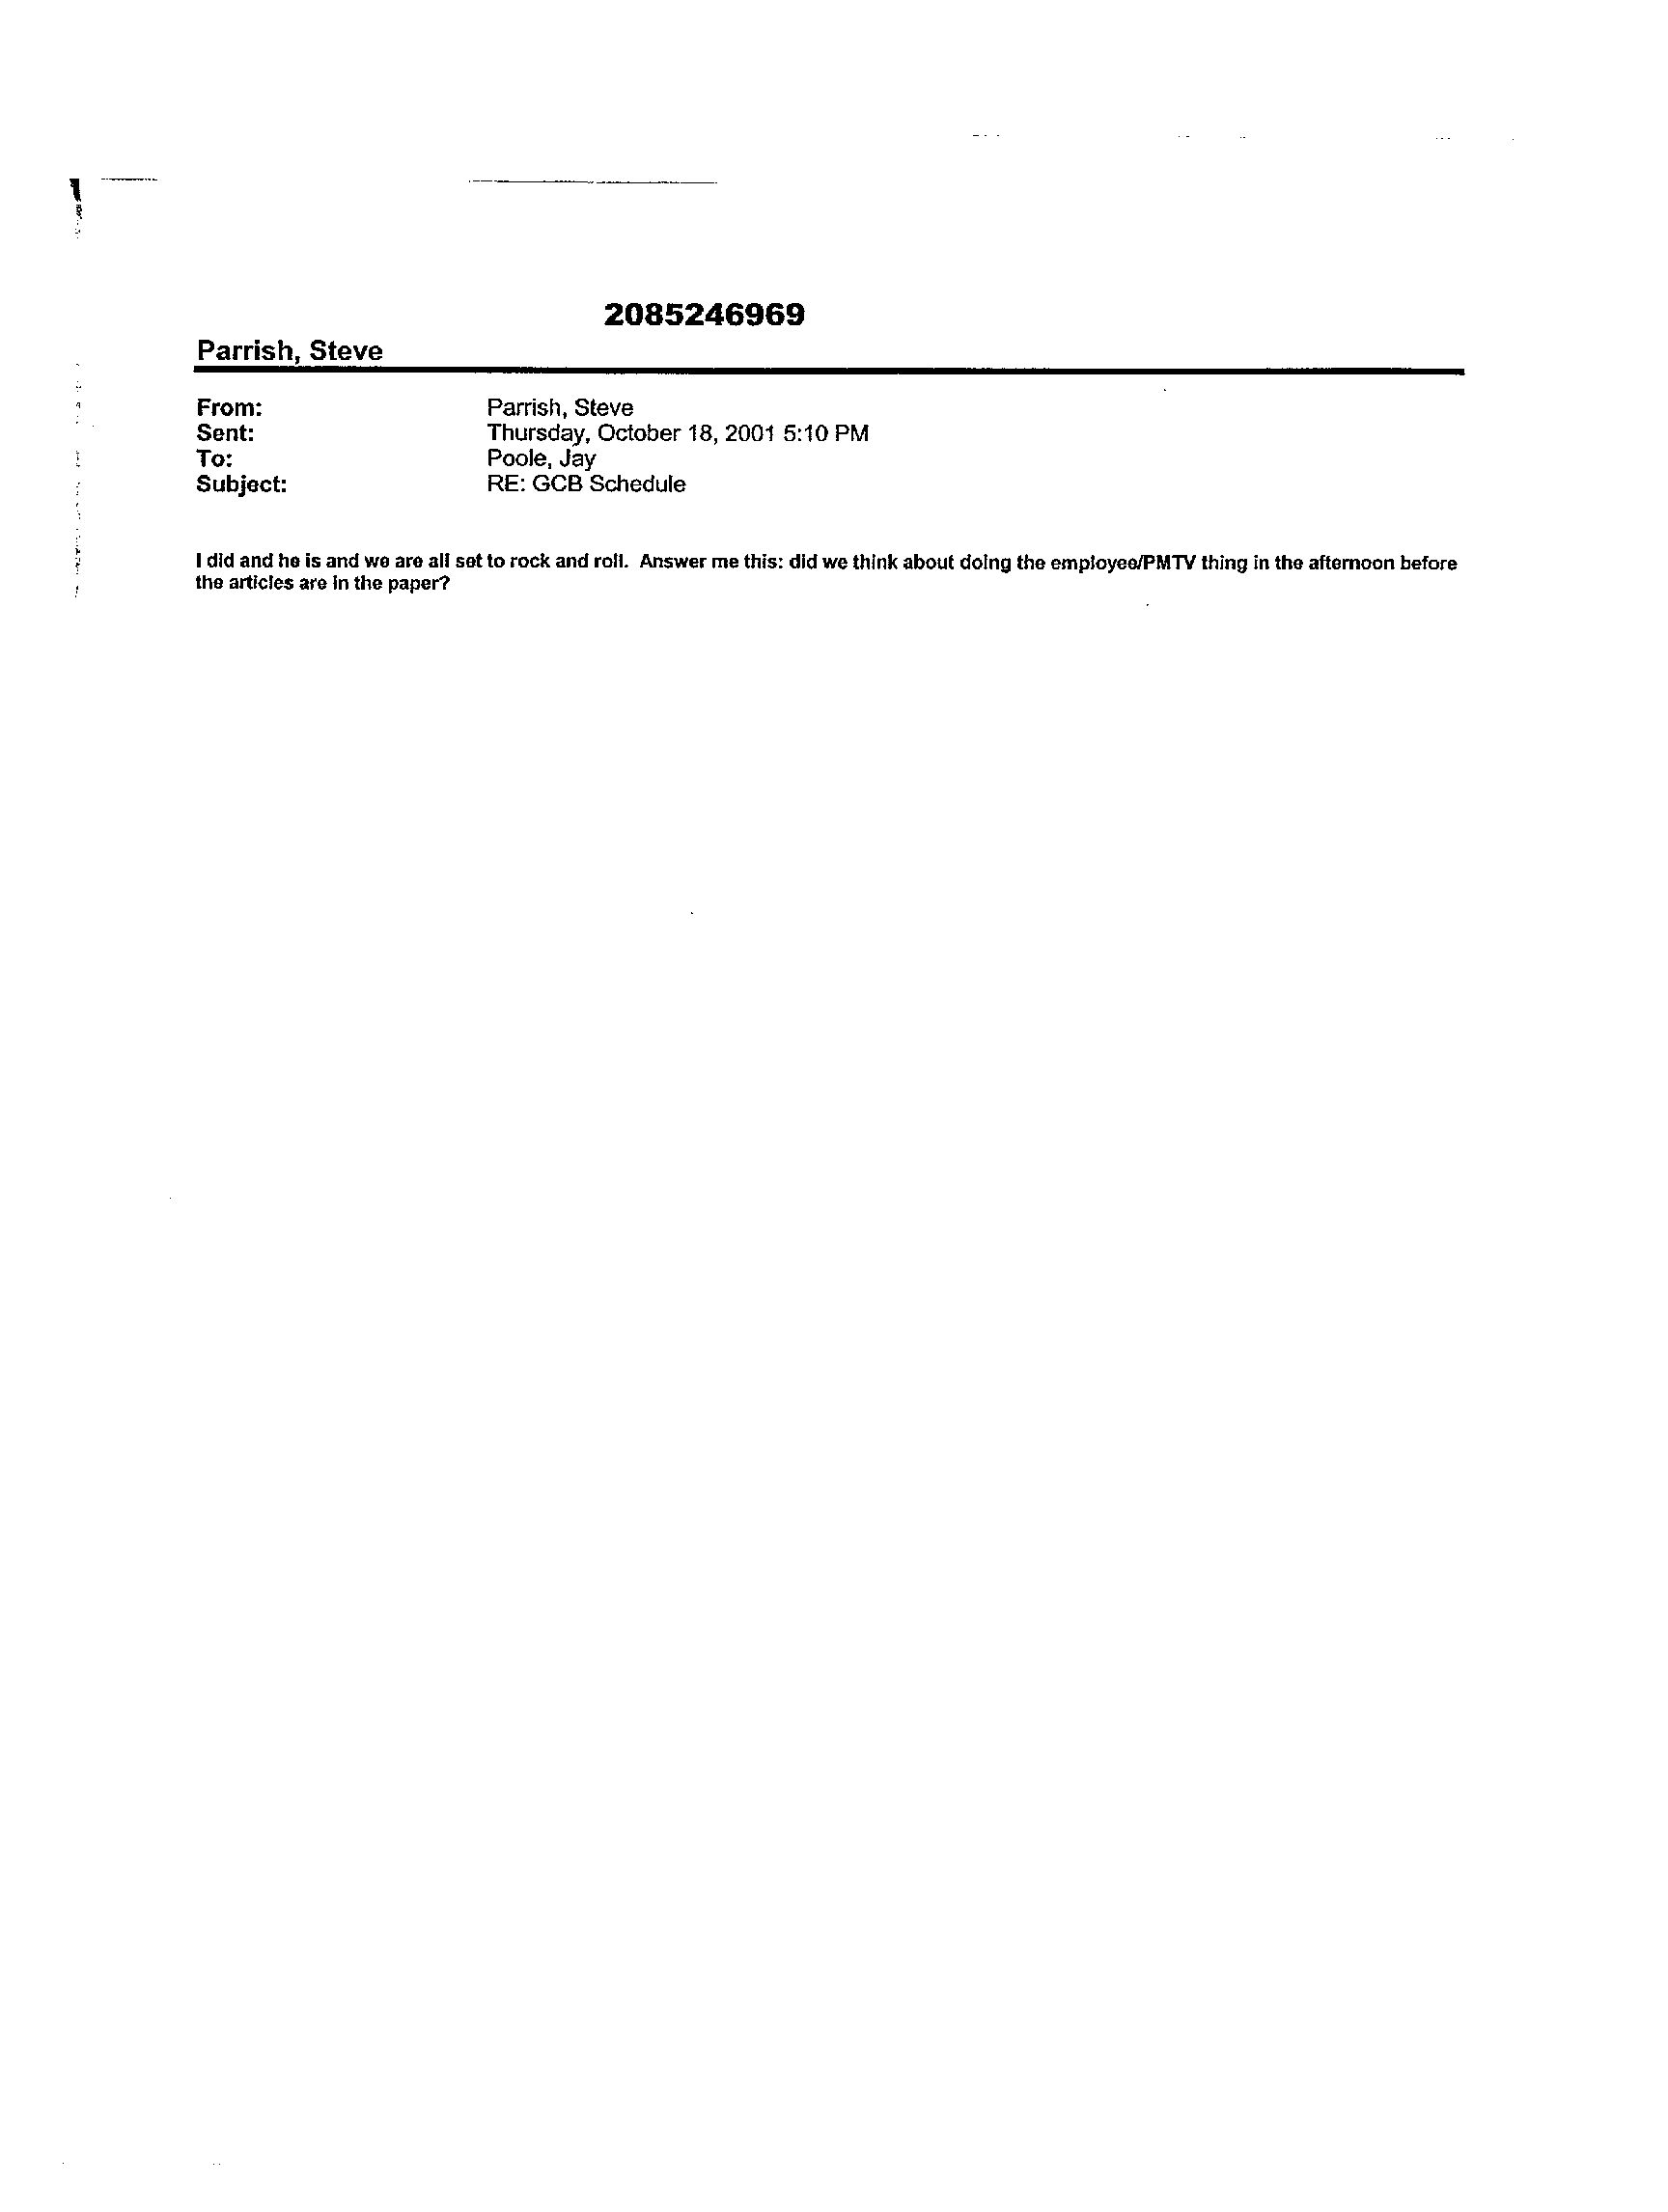 2085246969
Parrish, Steve
From: Parrish, Steve
Sent: Thursday, October 18, 2001 5:10 PM
To: Poole, Jay
Subject: RE: GCB Schedule
I did and he is and we are all set to rock and roll.  Answer me this: did we think about doing the employee/PMTV thing in the afternoon before
the articles are in the paper?